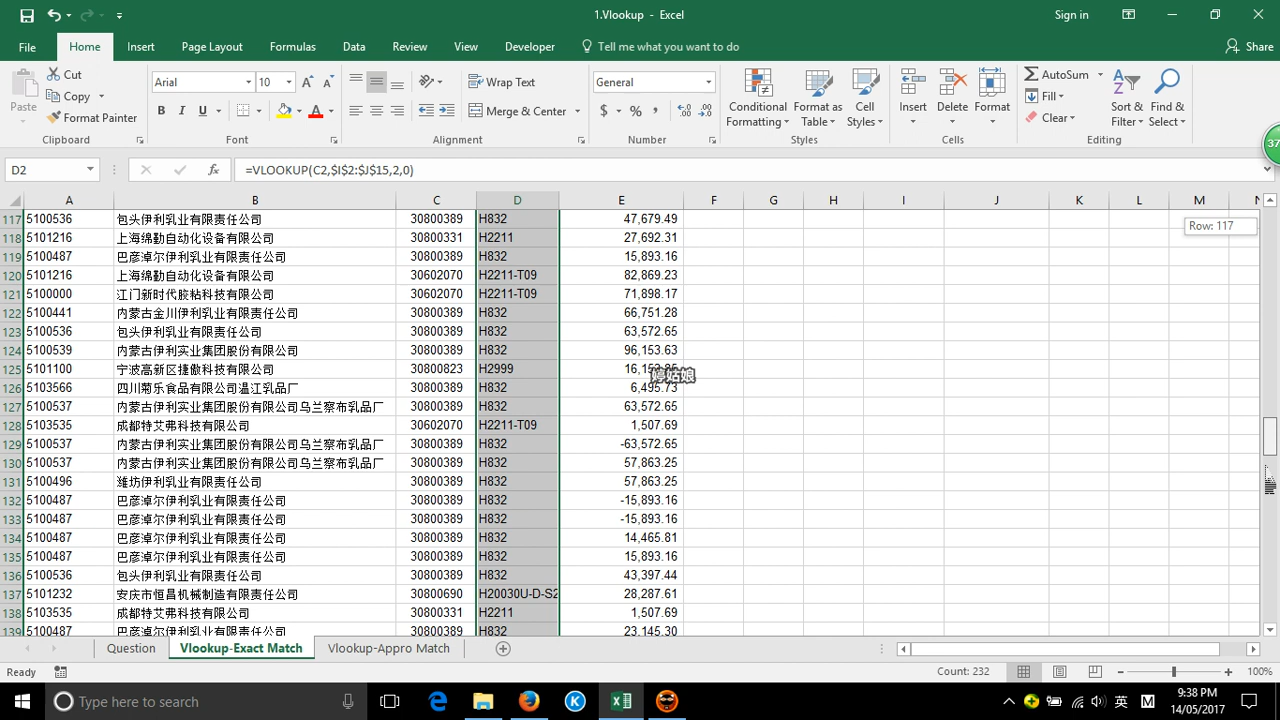 1.Vlookup - Excel
Sign in
File Home Insert Page Layout Formulas Data Review View Developer Tell me what you want to do Share
Paste Cut Copy Format Painter
Arial 10
B I U
Wrap Text
Merge & Center
General
$ %
Conditional Formatting Format as Table Cell Styles
Insert Delete Format
AutoSum Fill Clear
Sort & Filter Find & Select
Clipboard Font Alignment Number Styles Cells Editing
37
D2 fx =VLOOKUP(C2,$I$2:$J$15,2,0)
A B C D E F G H I J K L M N
117 5100536 包头伊利乳业有限责任公司 30800389 H832 47,679.49
Row: 117
118 5101216 上海绵勤自动化设备有限公司 30800331 H2211 27,692.31
119 5100487 巴彦淖尔伊利乳业有限责任公司 30800389 H832 15,893.16
120 5101216 上海绵勤自动化设备有限公司 30602070 H2211-T09 82,869.23
121 5100000 江门新时代胶粘科技有限公司 30602070 H2211-T09 71,898.17
122 5100441 内蒙古金川伊利乳业有限责任公司 30800389 H832 66,751.28
123 5100536 包头伊利乳业有限责任公司 30800389 H832 63,572.65
124 5100539 内蒙古伊利实业集团股份有限公司 30800389 H832 96,153.63
125 5101100 宁波高新区捷傲科技有限公司 30800823 H2999
婷姑娘
126 5103566 四川菊乐食品有限公司温江乳品厂 30800389 H832 6,495.73
127 5100537 内蒙古伊利实业集团股份有限公司乌兰察布乳品厂 30800389 H832 63,572.65
128 5103535 成都特艾弗科技有限公司 30602070 H2211-T09 1,507.69
129 5100537 内蒙古伊利实业集团股份有限公司乌兰察布乳品厂 30800389 H832 -63,572.65
130 5100537 内蒙古伊利实业集团股份有限公司乌兰察布乳品厂 30800389 H832 57,863.25
131 5100496 潍坊伊利乳业有限责任公司 30800389 H832 57,863.25
132 5100487 巴彦淖尔伊利乳业有限责任公司 30800389 H832 -15,893.16
133 5100487 巴彦淖尔伊利乳业有限责任公司 30800389 H832 -15,893.16
134 5100487 巴彦淖尔伊利乳业有限责任公司 30800389 H832 14,465.81
135 5100487 巴彦淖尔伊利乳业有限责任公司 30800389 H832 15,893.16
136 5100536 包头伊利乳业有限责任公司 30800389 H832 43,397.44
137 5101232 安庆市恒昌机械制造有限责任公司 30800690 H20030U-D-S2 28,287.61
138 5103535 成都特艾弗科技有限公司 30800331 H2211 1,507.69
139 5100487 巴彦淖尔伊利乳业有限责任公司 30800389 H832 23,145.30
Question Vlookup-Exact Match Vlookup-Appro Match
Ready Count: 232 100%
Type here to search 英 M 9:38 PM
14/05/2017